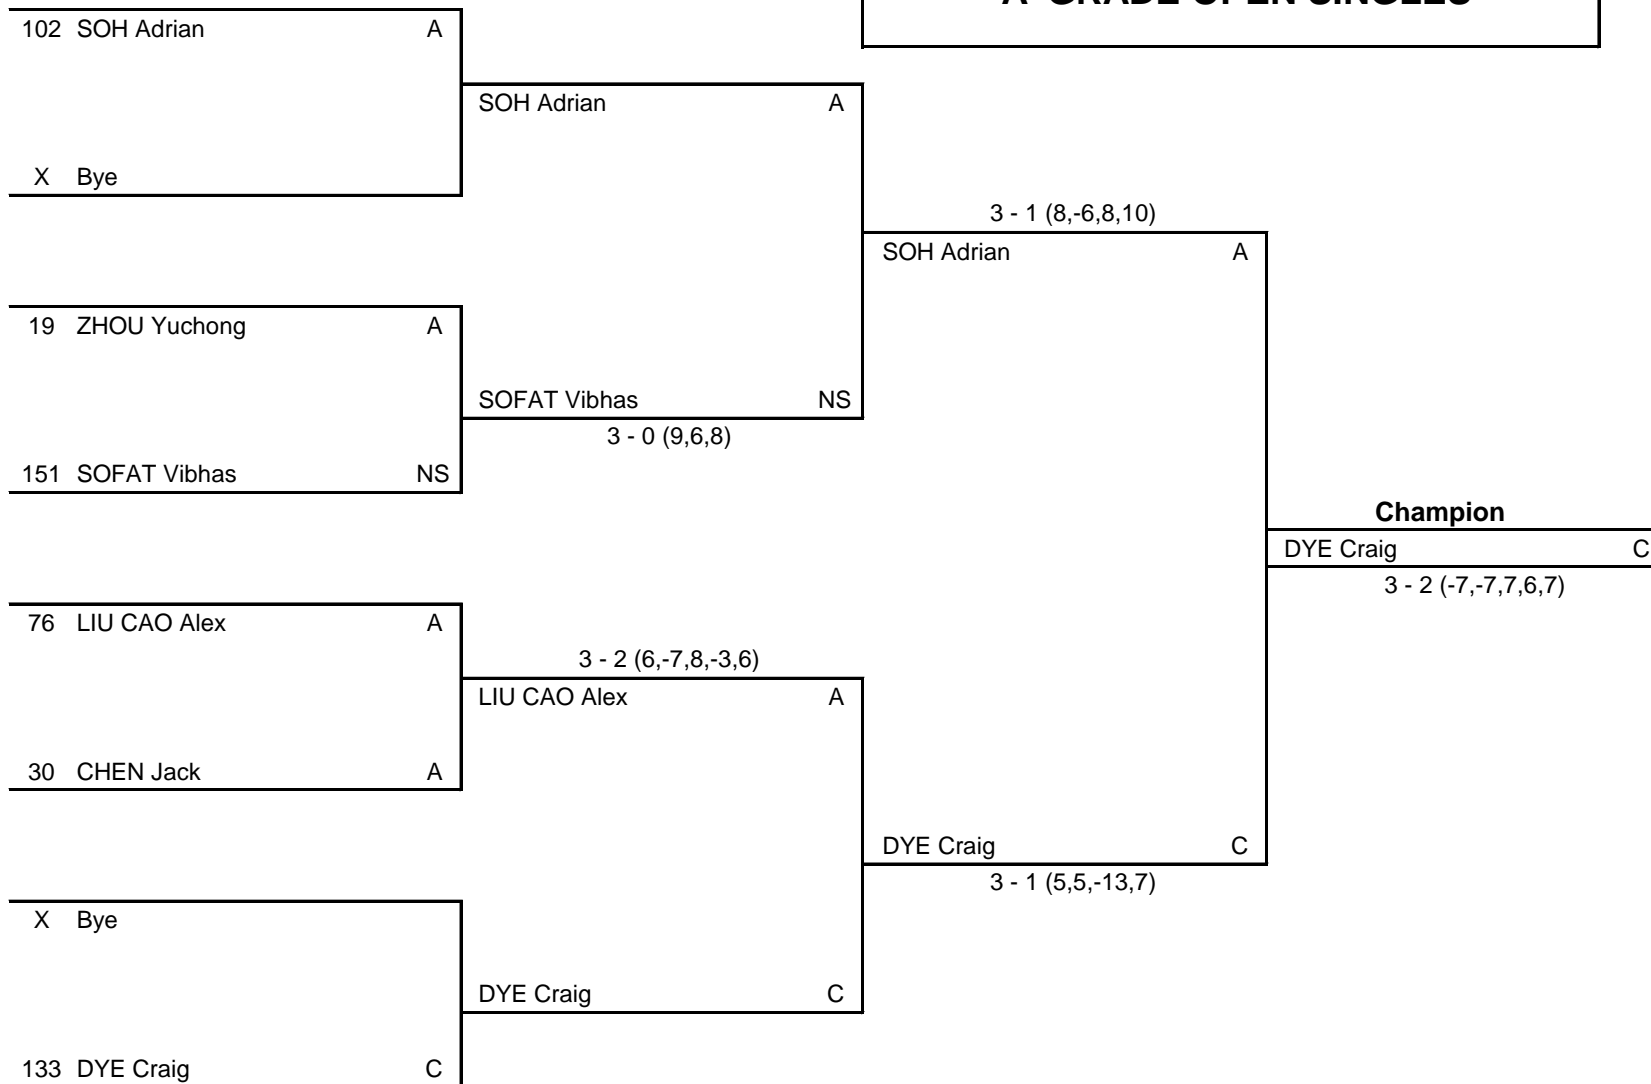 102 SOH Adrian A
SOH Adrian A
X Bye
3 - 1 (8,-6,8,10)
SOH Adrian A
19 ZHOU Yuchong A
SOFAT Vibhas NS
3 - 0 (9,6,8)
151 SOFAT Vibhas NS
Champion
DYE Craig C
3 - 2 (-7,-7,7,6,7)
76 LIU CAO Alex A
3 - 2 (6,-7,8,-3,6)
LIU CAO Alex A
30 CHEN Jack A
DYE Craig C
3 - 1 (5,5,-13,7)
X Bye
DYE Craig C
133 DYE Craig C